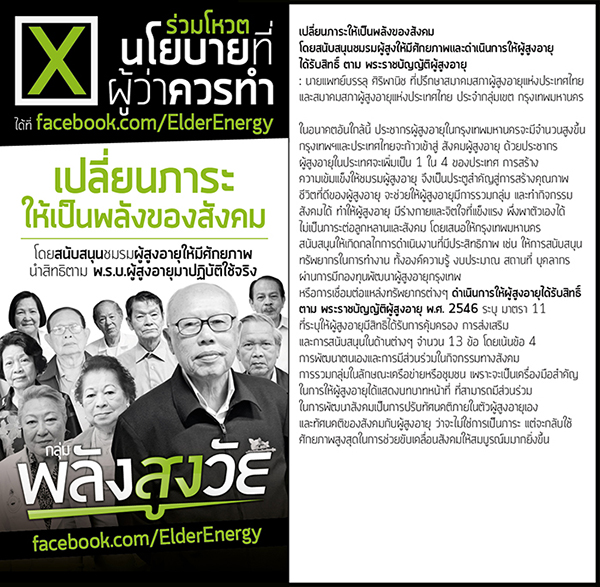 X
ร่วมโหวต
นโยบายที่
ผู้ว่าควรทำ
ได้ที่ facebook.com/ElderEnergy
เปลี่ยนภาระ
ให้เป็นพลังของสังคม
โดยสนับสนุนชมรมผู้สูงอายุให้มีศักยภาพ
นำสิทธิตาม พ.ร.บ.ผู้สูงอายุมาปฏิบัติใช้จริง
กลุ่ม
พลังสูงวัย
facebook.com/ElderEnergy
เปลี่ยนภาระให้เป็นพลังของสังคม
โดยสนับสนุนชมรมผู้สูงให้มีศักยภาพและดำเนินการให้ผู้สูงอายุ
ได้รับสิทธิ์ ตาม พระราชบัญญัติผู้สูงอายุ
: นายแพทย์บรรลุ ศิริพานิช ที่ปรึกษาสมาคมสภาผู้สูงอายุแห่งประเทศไทย
และสมาคมสภาผู้สูงอายุแห่งประเทศไทย ประจำกลุ่มเขต กรุงเทพมหานคร
ในอนาคตอันใกล้นี้ ประชากรผู้สูงอายุในกรุงเทพมหานครจะมีจำนวนสูงขึ้น
กรุงเทพฯและประเทศไทยจะก้าวเข้าสู่ สังคมผู้สูงอายุ ด้วยประชากร
ผู้สูงอายุในประเทศจะเพิ่มเป็น 1 ใน 4 ของประเทศ การสร้าง
ความเข้มแข็งให้ชมรมผู้สูงอายุ จึงเป็นประตูสำคัญสู่การสร้างคุณภาพ
ชีวิตที่ดีของผู้สูงอายุ จะช่วยให้ผู้สูงอายุมีการรวมกลุ่ม และทำกิจกรรม
สังคมได้ ทำให้ผู้สูงอายุ มีร่างกายและจิตใจที่แข็งแรง พึ่งพาตัวเองได้
ไม่เป็นภาระต่อลูกหลานและสังคม โดยเสนอให้กรุงเทพมหานคร
สนับสนุนให้เกิดกลไกการดำเนินงานที่มีประสิทธิภาพ เช่น ให้การสนับสนุน
ทรัพยากรในการทำงาน ทั้งองค์ความรู้ งบประมาณ สถานที่ บุคลากร
ผ่านการมีกองทุนพัฒนาผู้สูงอายุกรุงเทพ
หรือการเชื่อมต่อแหล่งทรัพยากรต่างๆ ดำเนินการให้ผู้สูงอายุได้รับสิทธิ์
ตาม พระราชบัญญัติผู้สูงอายุ พ.ศ. 2546 ระบุ มาตรา 11
ที่ระบุให้ผู้สูงอายุมีสิทธิได้รับการคุ้มครอง การส่งเสริม
และการสนับสนุนในด้านต่างๆ จำนวน 13 ข้อ โดยเน้นข้อ 4
การพัฒนาตนเองและการมีส่วนร่วมในกิจกรรมทางสังคม
การรวมกลุ่มในลักษณะเครือข่ายหรือชุมชน เพราะจะเป็นเครื่องมือสำคัญ
ในการให้ผู้สูงอายุได้แสดงบทบาทหน้าที่ ที่สามารถมีส่วนร่วม
ในการพัฒนาสังคมเป็นการปรับทัศนคติภายในตัวผู้สูงอายุเอง
และทัศนคติของสังคมกับผู้สูงอายุ ว่าจะไม่ใช่การเป็นภาระ แต่จะกลับใช้
ศักยภาพสูงสุดในการช่วยขับเคลื่อนสังคมให้สมบูรณ์มมากยิ่งขึ้น